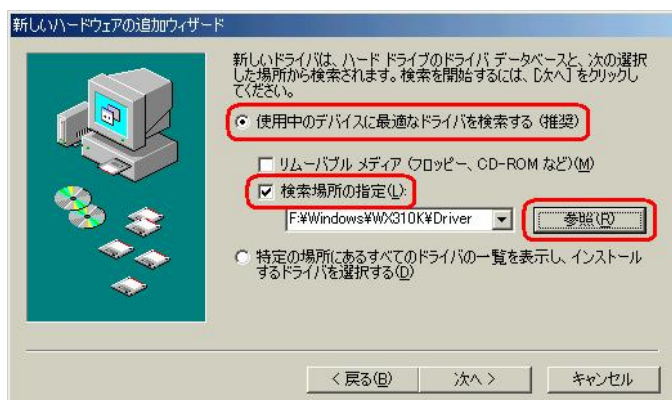 新しいハードウェアの追加ウィザード
新しいドライバは、ハード ドライブのドライバ データベースと、次の選択
した場所から検索されます。検索を開始するには、[次へ] をクリックし
てください。
使用中のデバイスに最適なドライバを検索する (推奨)
リムーバブル メディア (フロッピー、CD-ROM など)(M)
検索場所の指定(L):
F:¥Windows¥WX310K¥Driver
参照(R)
特定の場所にあるすべてのドライバの一覧を表示し、インストール
するドライバを選択する(D)
< 戻る(B)
次へ >
キャンセル